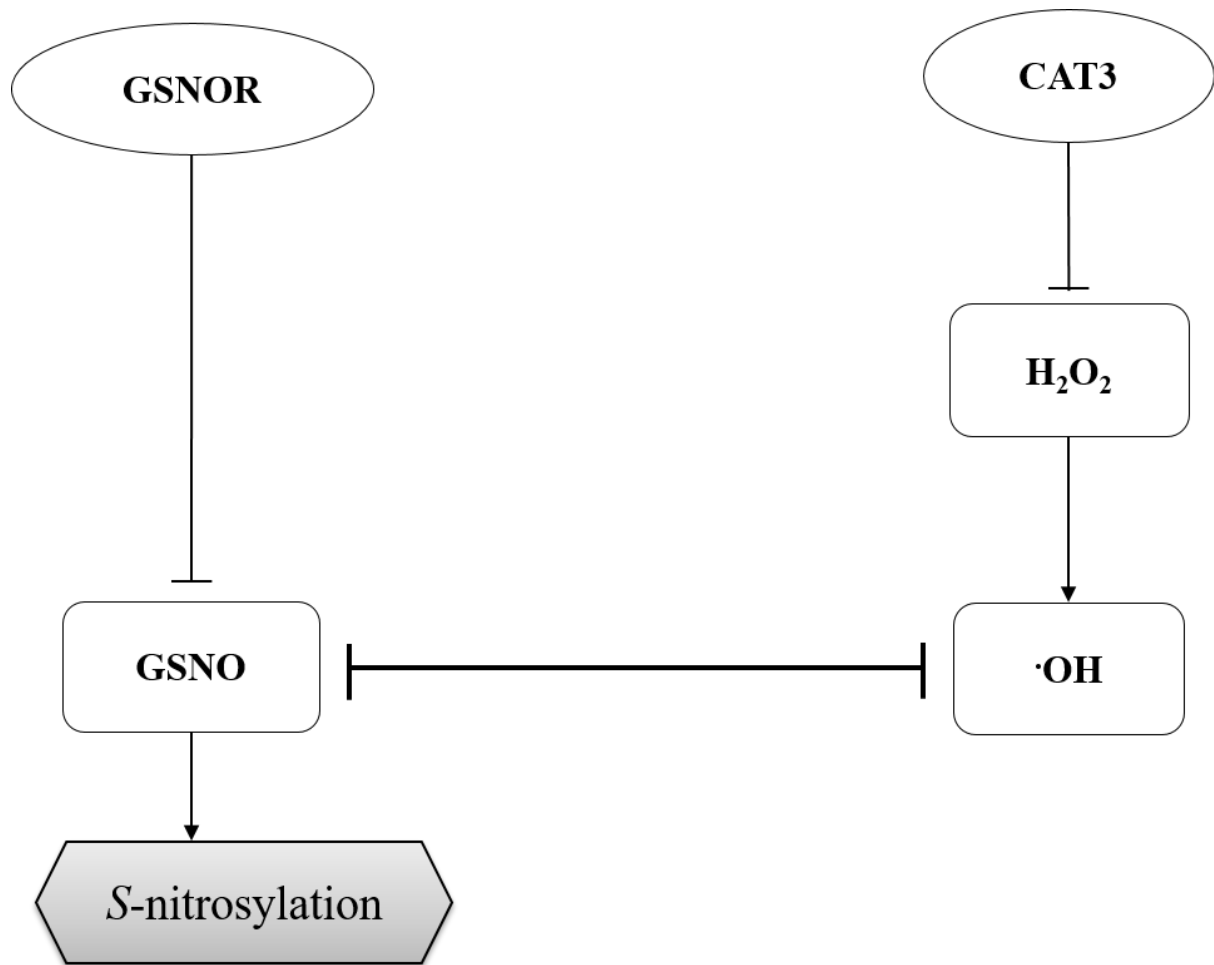 GSNOR
CAT3
H₂O₂
GSNO
·OH
S-nitrosylation